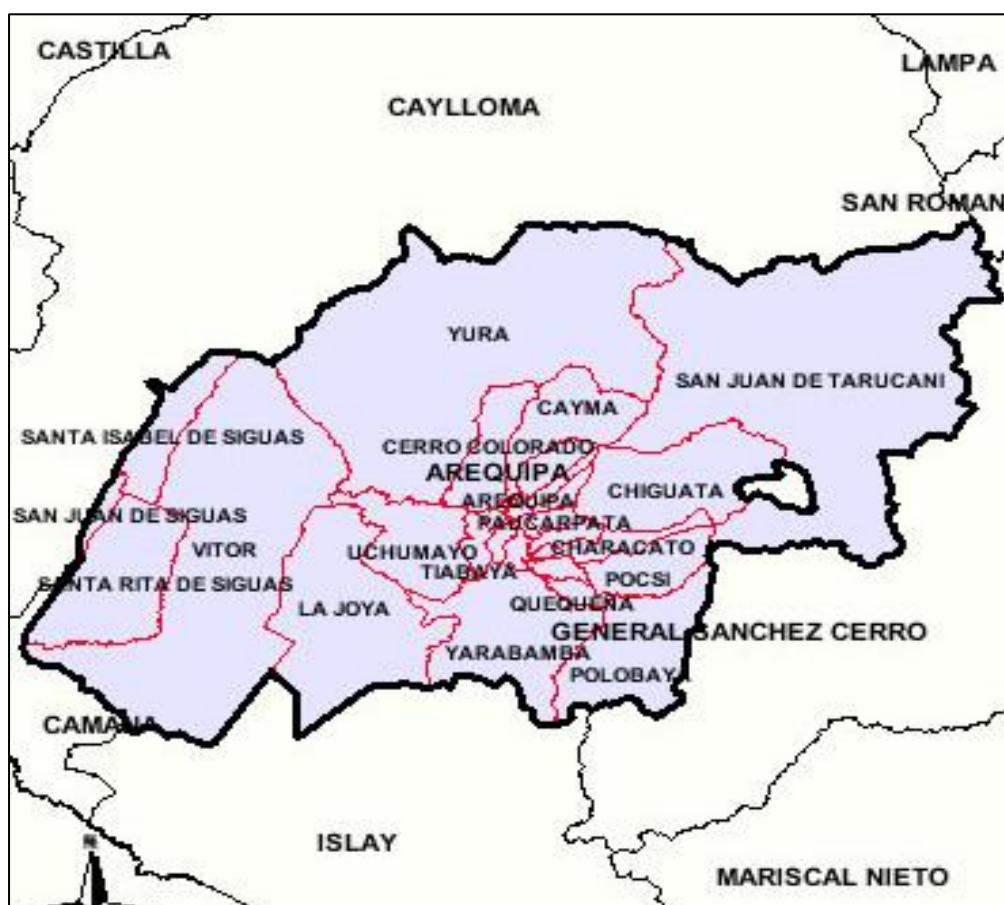 CASTILLA
LAMPA
CAYLLOMA
SAN ROMAN
YURA
SAN JUAN DE TARUCANI
CAYMA
SANTA ISABEL DE SIGUAS
CERRO COLORADO
AREQUIPA
CHIGUATA
AREQUIPA
SAN JUAN DE SIGUAS
PAUCARPATA
VITOR
UCHUMAYO
CHARACATO
TIABAYA
POCSI
SANTA RITA DE SIGUAS
LA JOYA
QUEQUEÑA
GENERAL SANCHEZ CERRO
YARABAMBA
POLOBAYA
CAMANA
ISLAY
N
MARISCAL NIETO